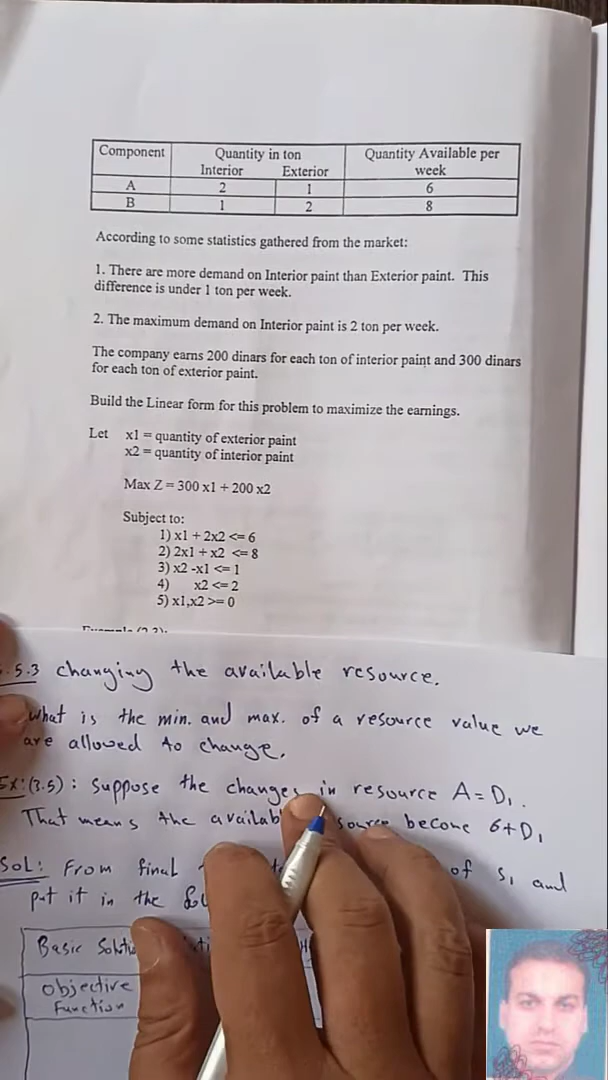 Component Quantity in ton Quantity Available per
Interior Exterior week
A 2 1 6
B 1 2 8
According to some statistics gathered from the market:
1. There are more demand on Interior paint than Exterior paint. This
difference is under 1 ton per week.
2. The maximum demand on Interior paint is 2 ton per week.
The company earns 200 dinars for each ton of interior paint and 300 dinars
for each ton of exterior paint.
Build the Linear form for this problem to maximize the earnings.
Let x1 = quantity of exterior paint
x2 = quantity of interior paint
Max Z = 300 x1 + 200 x2
Subject to:
1) x1 + 2x2 <= 6
2) 2x1 + x2 <= 8
3) x2 -x1 <= 1
4) x2 <= 2
5) x1,x2 >= 0
.5.3 changing the available resource.
What is the min. and max. of a resource value we
are allowed to change.
Ex:(3.5): Suppose the changes in resource A = D1.
That means the become 6+D1
Sol: From final of S1 and
put it in the
Basic
objective
Function